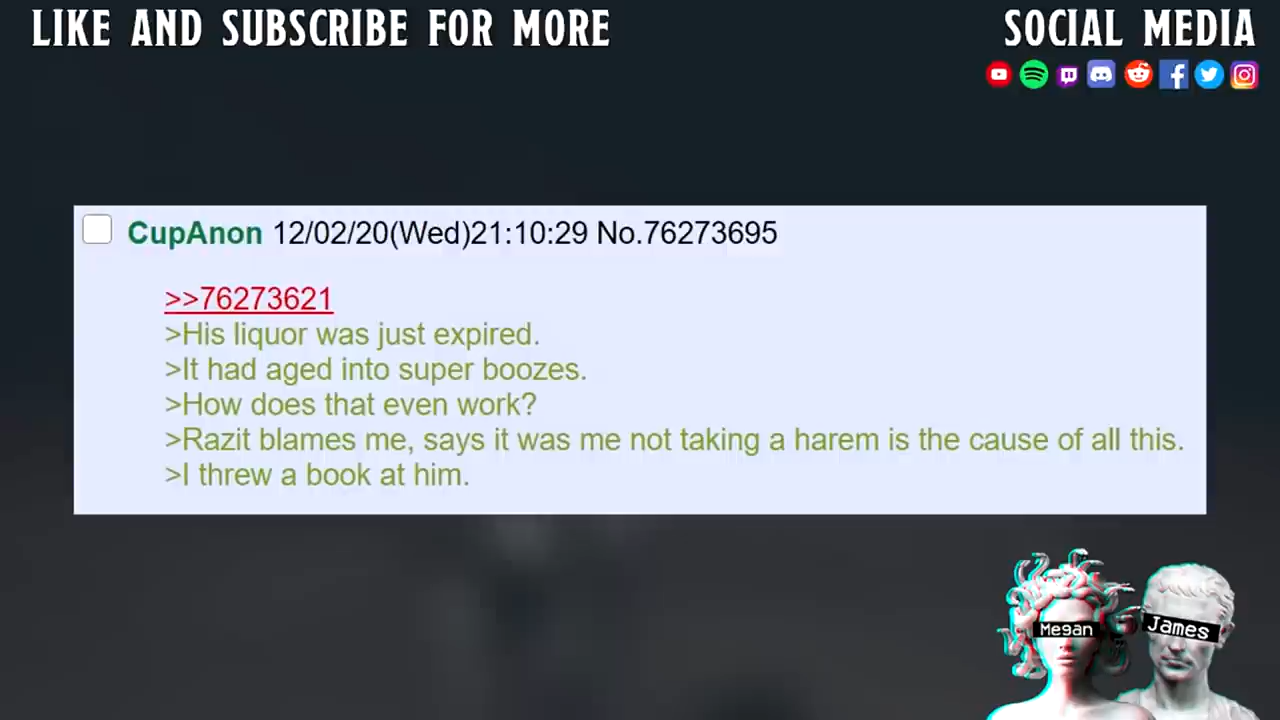 LIKE AND SUBSCRIBE FOR MORE
SOCIAL MEDIA
CupAnon 12/02/20(Wed)21:10:29 No.76273695
>>76273621
>His liquor was just expired.
>It had aged into super boozes.
>How does that even work?
>Razit blames me, says it was me not taking a harem is the cause of all this.
>I threw a book at him.
Megan
James